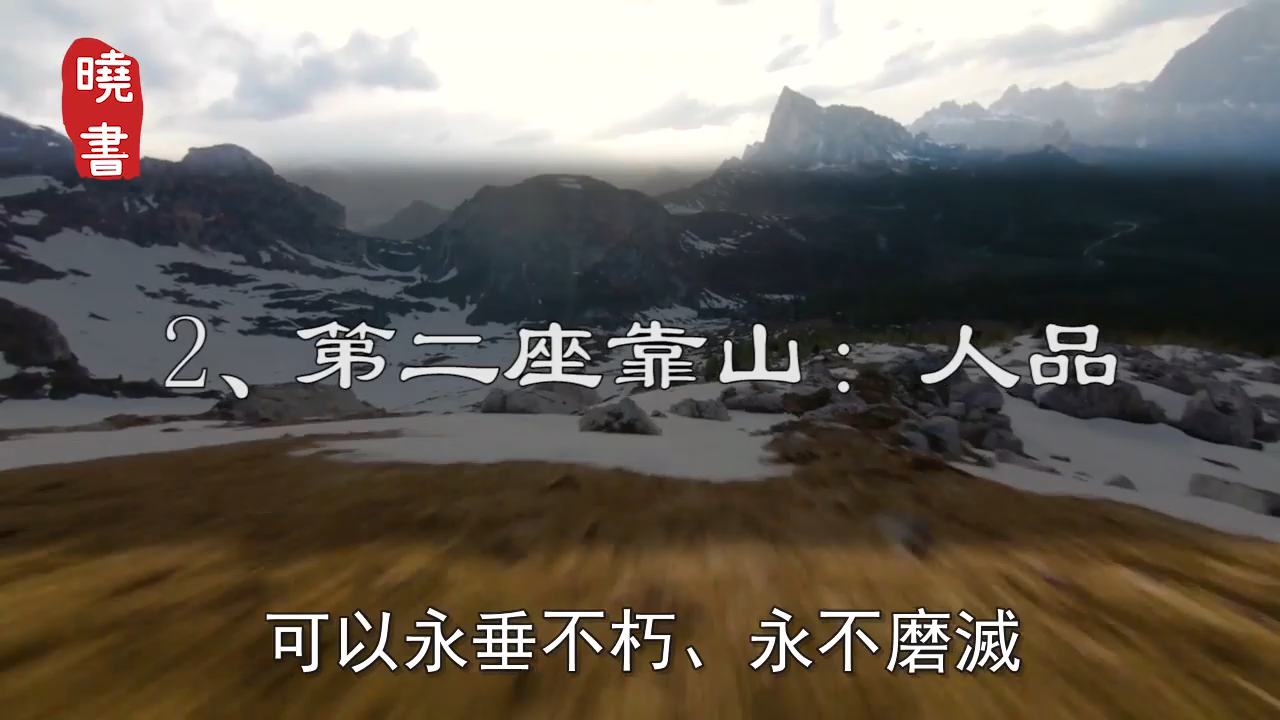 曉
書
2、第二座靠山：人品
可以永垂不朽、永不磨滅